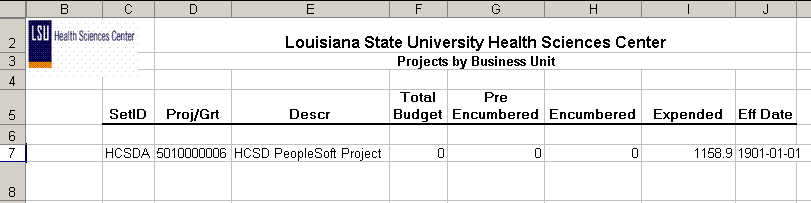 B C D E F G H I J
2 LSU Health Sciences Center Louisiana State University Health Sciences Center
3 Projects by Business Unit
4
Total Pre
5 SetID Proj/Grt Descr Budget Encumbered Encumbered Expended Eff Date
6
7 HCSDA 5010000006 HCSD PeopleSoft Project 0 0 0 1158.9 1901-01-01
8